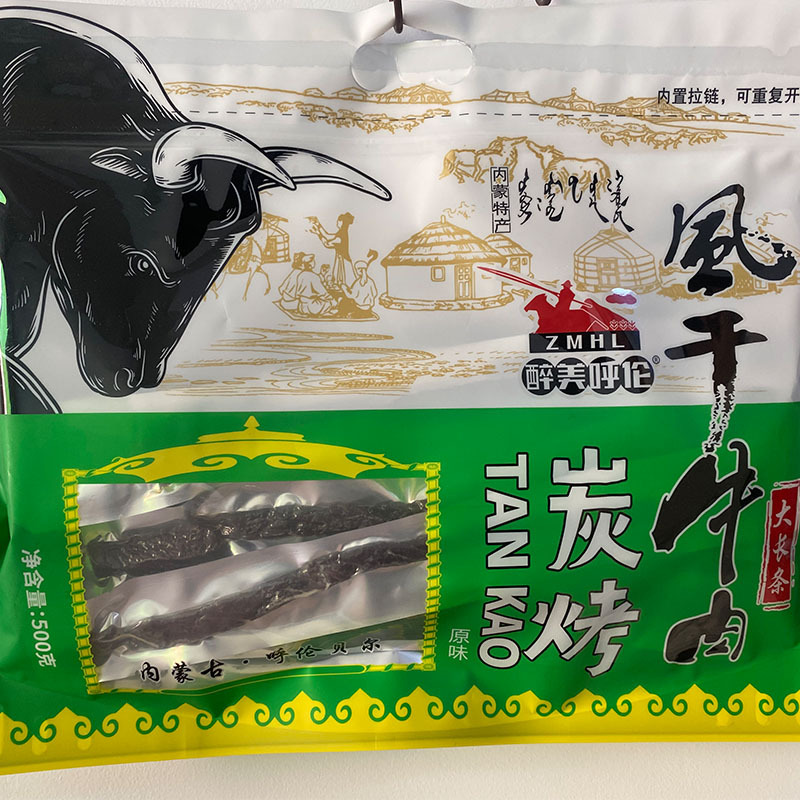 内置拉链，可重复开
内蒙特产
風干牛肉
大长条
ZMHL
醉美呼伦®
炭烤
TAN KAO
原味
净含量:500克
内蒙古·呼伦贝尔